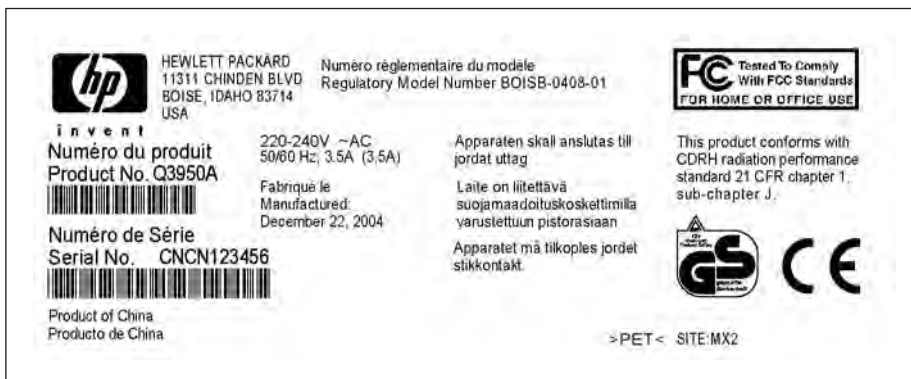 hp
invent
HEWLETT PACKARD
11311 CHINDEN BLVD
BOISE, IDAHO 83714
USA
Numéro réglementaire du modèle
Regulatory Model Number BOISB-0408-01
FC Tested To Comply
With FCC Standards
FOR HOME OR OFFICE USE
Numéro du produit
Product No. Q3950A
220-240V ~AC
50/60 Hz, 3.5A (3,5A)
Fabriqué le
Manufactured:
December 22, 2004
Apparaten skall anslutas till
jordat uttag
Laite on liitettävä
suojamaadoituskoskettimilla
varustettuun pistorasiaan
Apparatet må tilkoples jordet
stikkontakt.
This product conforms with
CDRH radiation performance
standard 21 CFR chapter 1,
sub-chapter J.
Numéro de Série
Serial No. CNCN123456
GS
geprüfte
Sicherheit
CE
Product of China
Producto de China
>PET< SITE:MX2